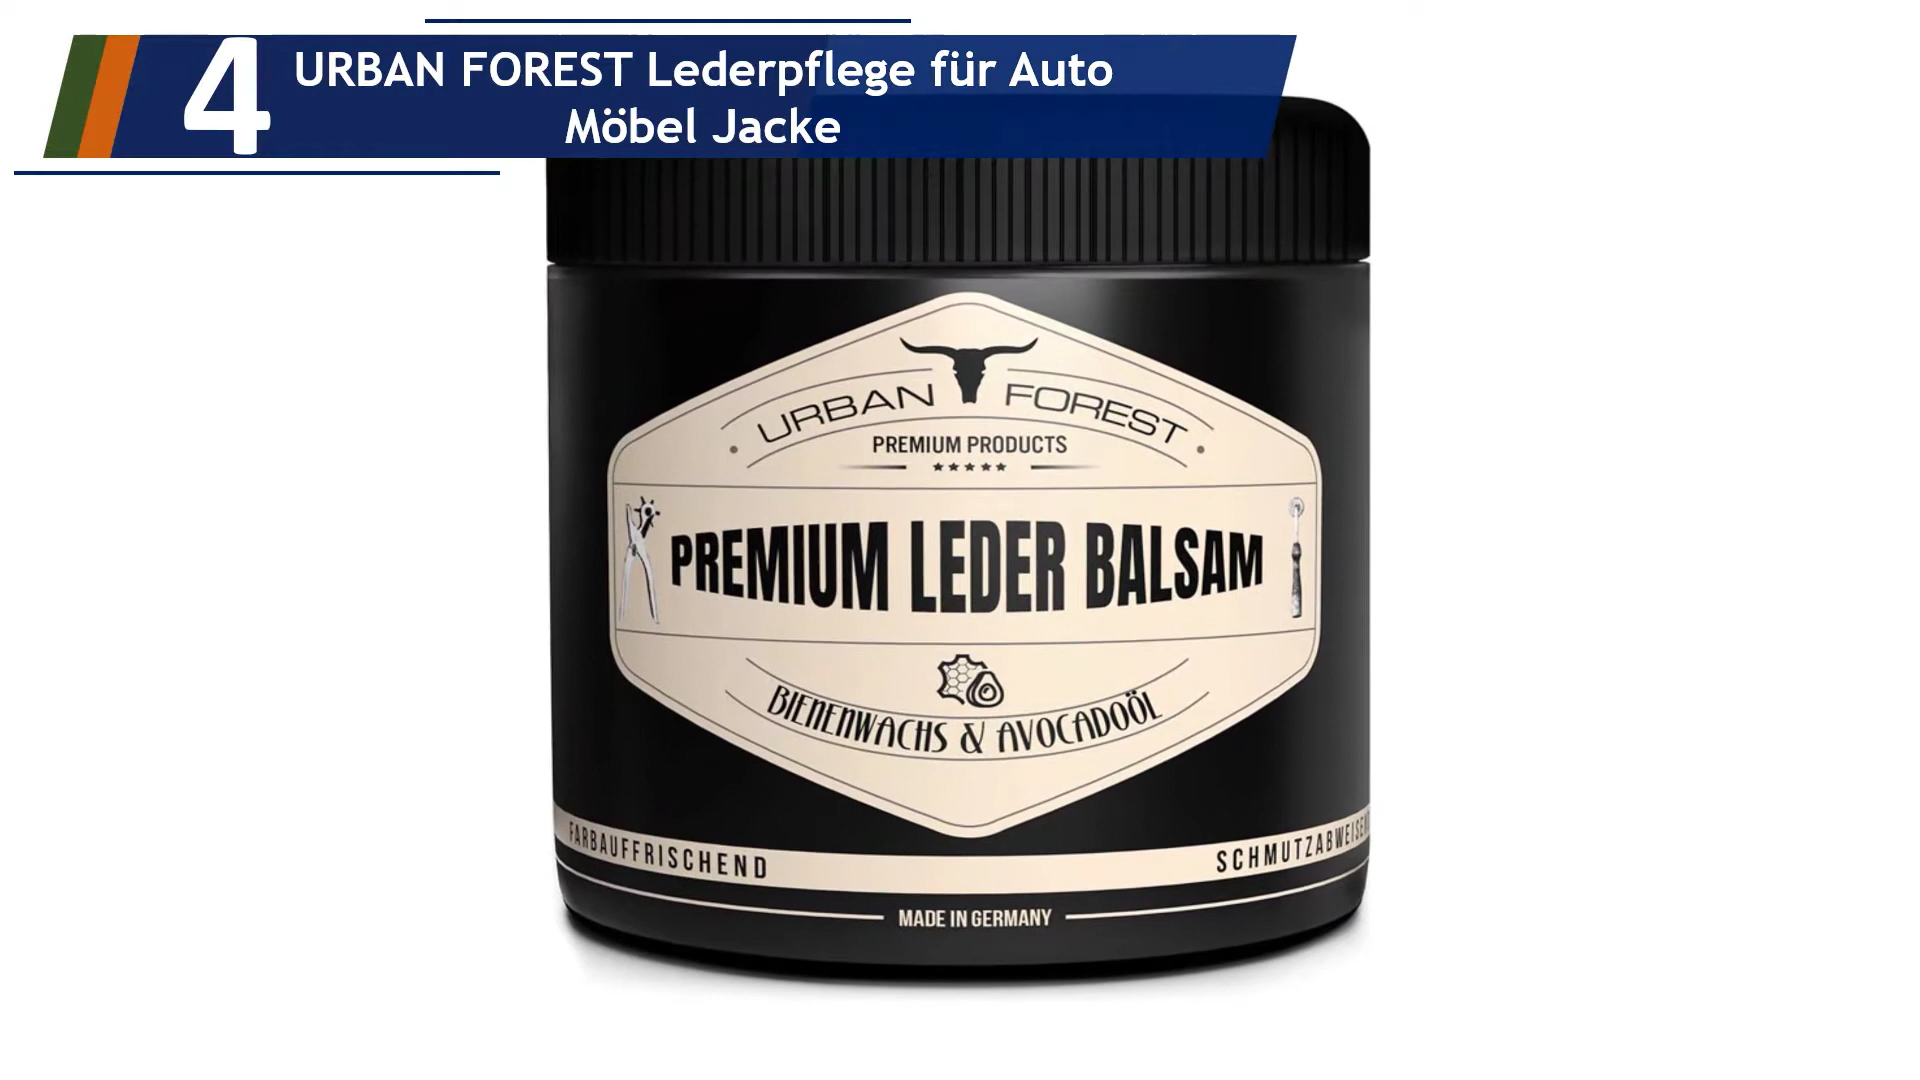 4
URBAN FOREST Lederpflege für Auto
Möbel Jacke
URBAN FOREST
PREMIUM PRODUCTS
PREMIUM LEDER BALSAM
BIENENWACHS & AVOCADOÖL
FARBAUFFRISCHEND
SCHMUTZABWEISEND
MADE IN GERMANY